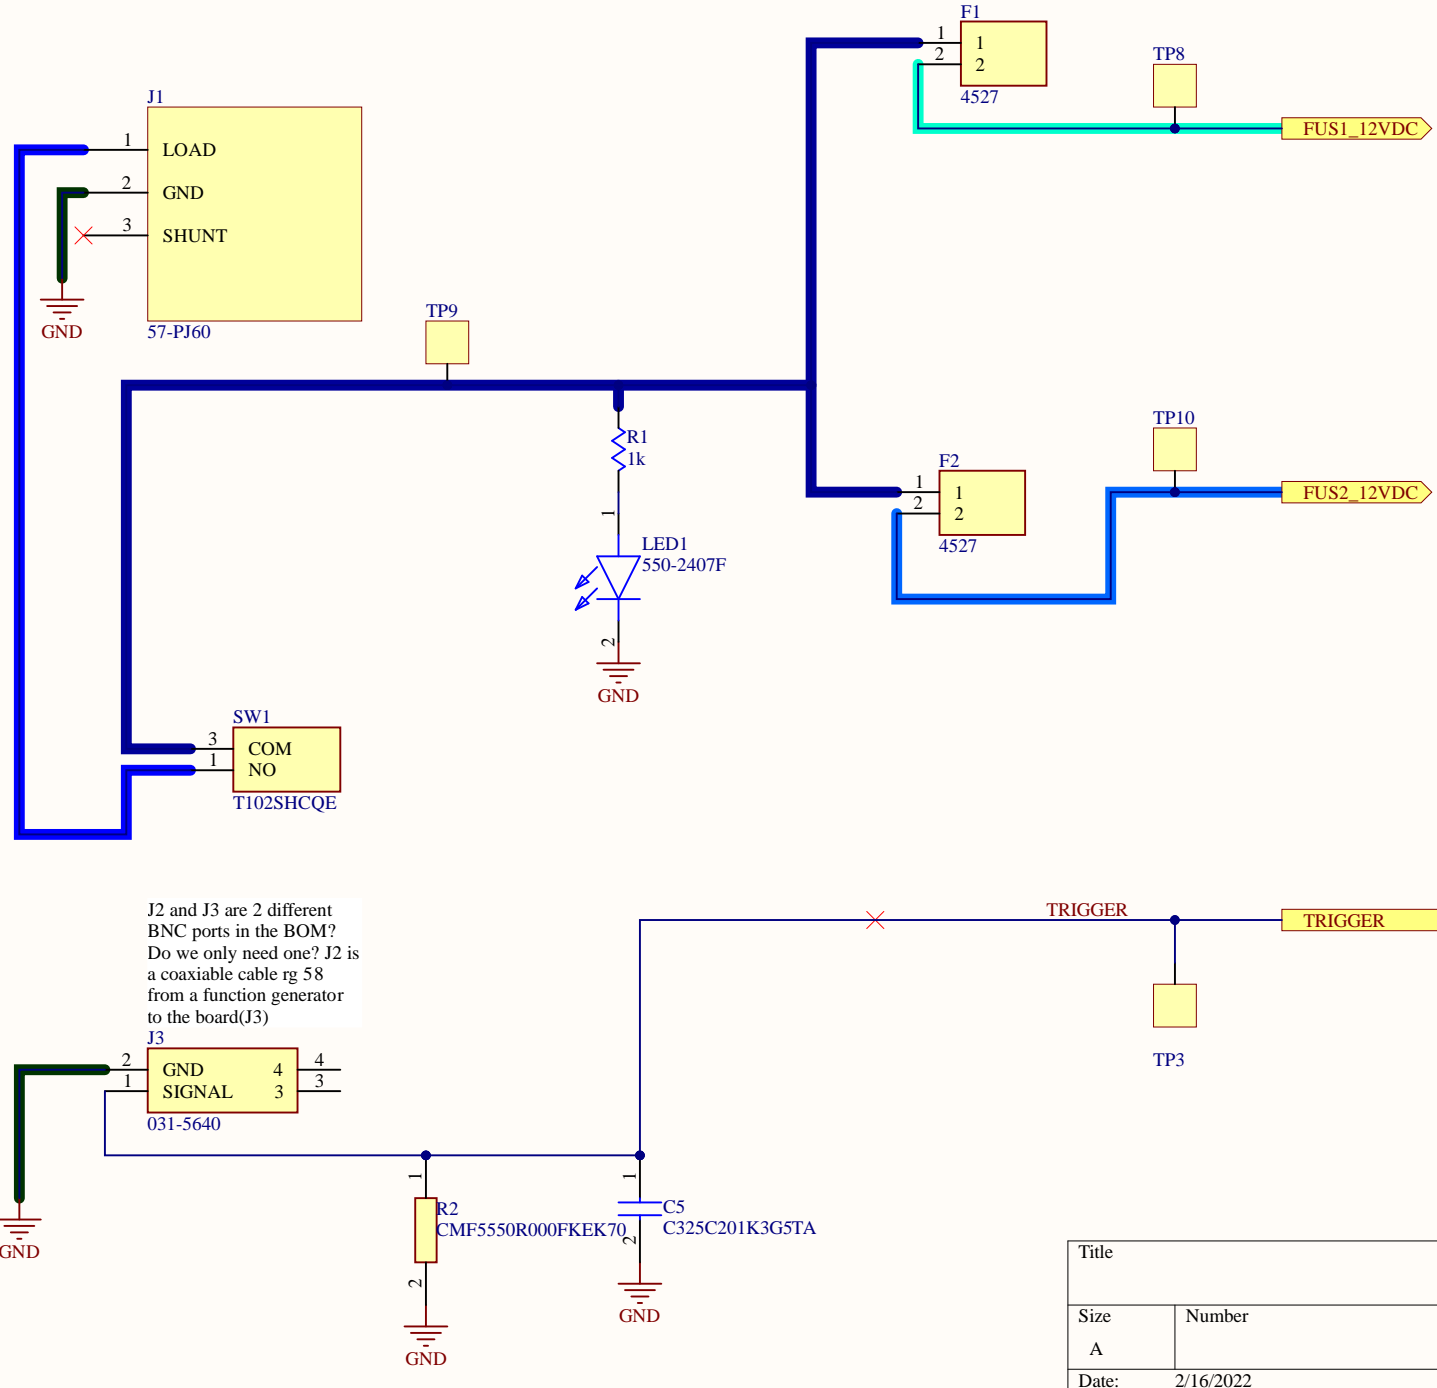 F1
1
1
2
2
4527
TP8
FUS1_12VDC
J1
1
LOAD
2
GND
3
SHUNT
GND
57-PJ60
TP9
R1
1k
1
LED1
550-2407F
2
GND
F2
1
1
2
2
4527
TP10
FUS2_12VDC
SW1
3
COM
1
NO
T102SHCQE
J2 and J3 are 2 different
BNC ports in the BOM?
Do we only need one? J2 is
a coaxiable cable rg 58
from a function generator
to the board(J3)
J3
2
GND
4
4
1
SIGNAL
3
3
031-5640
GND
TRIGGER
TRIGGER
TP3
1
R2
CMF5550R000FKEK70
2
GND
1
C5
C325C201K3G5TA
2
GND
Title
Size
Number
A
Date:
2/16/2022